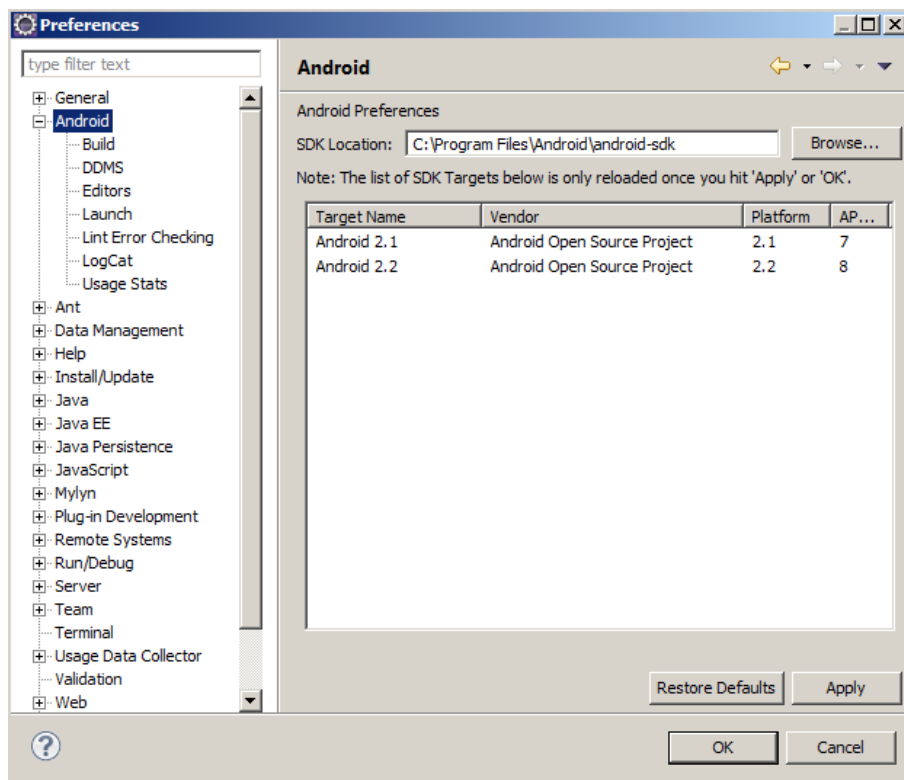 Preferences
type filter text
General
Android
Build
DDMS
Editors
Launch
Lint Error Checking
LogCat
Usage Stats
Ant
Data Management
Help
Install/Update
Java
Java EE
Java Persistence
JavaScript
Mylyn
Plug-in Development
Remote Systems
Run/Debug
Server
Team
Terminal
Usage Data Collector
Validation
Web
Android
Android Preferences
SDK Location: C:\Program Files\Android\android-sdk Browse...
Note: The list of SDK Targets below is only reloaded once you hit 'Apply' or 'OK'.
Target Name Vendor Platform AP...
Android 2.1 Android Open Source Project 2.1 7
Android 2.2 Android Open Source Project 2.2 8
Restore Defaults Apply
? OK Cancel